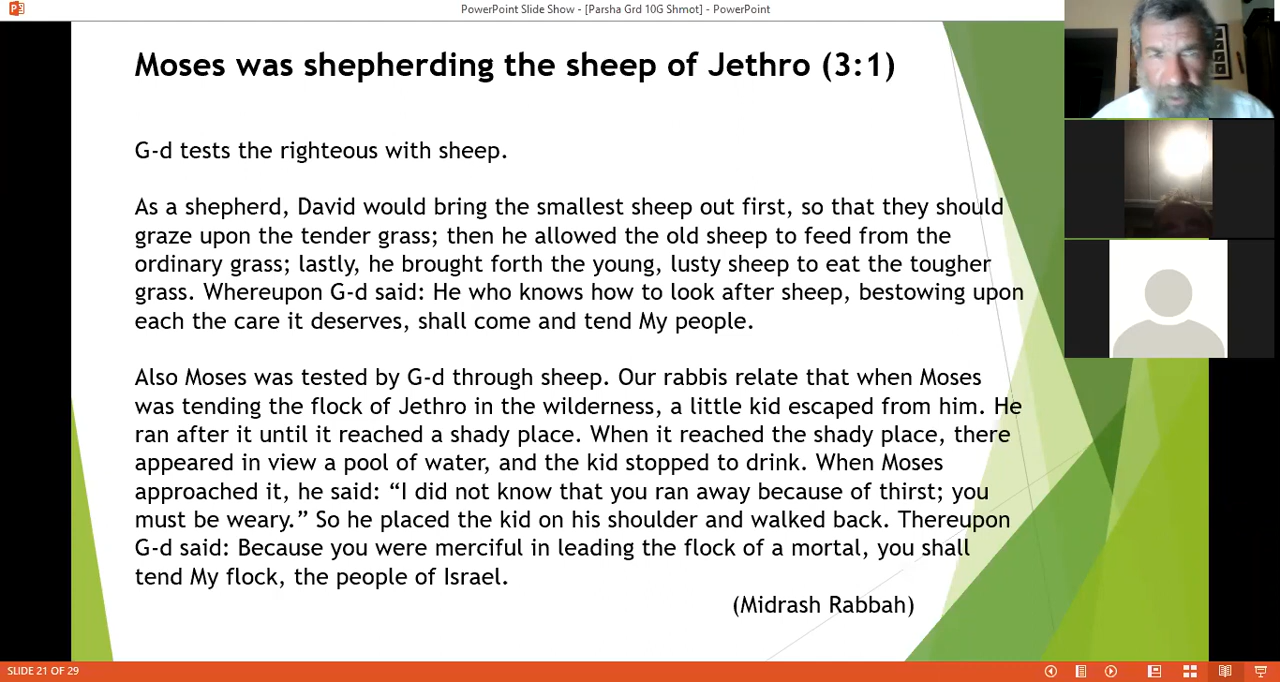 PowerPoint Slide Show - [Parsha Grd 10G Shmot] - PowerPoint
Moses was shepherding the sheep of Jethro (3:1)
G-d tests the righteous with sheep.
As a shepherd, David would bring the smallest sheep out first, so that they should
graze upon the tender grass; then he allowed the old sheep to feed from the
ordinary grass; lastly, he brought forth the young, lusty sheep to eat the tougher
grass. Whereupon G-d said: He who knows how to look after sheep, bestowing upon
each the care it deserves, shall come and tend My people.
Also Moses was tested by G-d through sheep. Our rabbis relate that when Moses
was tending the flock of Jethro in the wilderness, a little kid escaped from him. He
ran after it until it reached a shady place. When it reached the shady place, there
appeared in view a pool of water, and the kid stopped to drink. When Moses
approached it, he said: “I did not know that you ran away because of thirst; you
must be weary.” So he placed the kid on his shoulder and walked back. Thereupon
G-d said: Because you were merciful in leading the flock of a mortal, you shall
tend My flock, the people of Israel.
(Midrash Rabbah)
SLIDE 21 OF 29